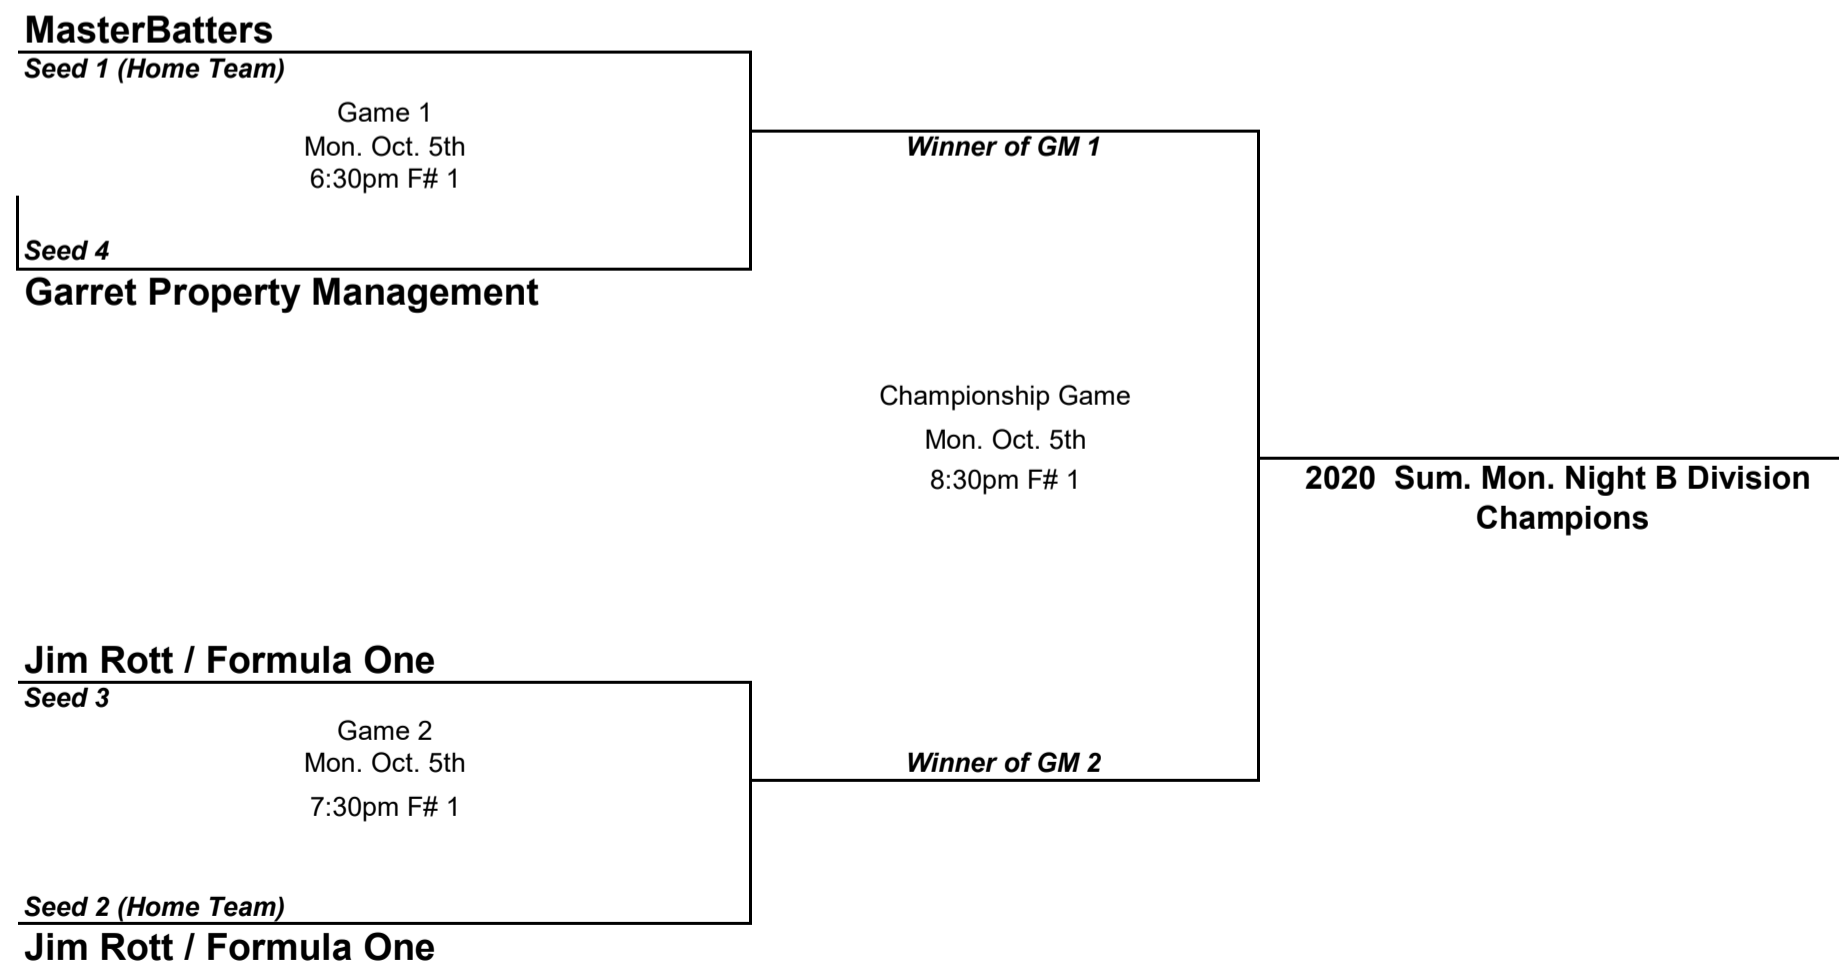 MasterBatters
Seed 1 (Home Team)
Game 1
Mon. Oct. 5th
6:30pm F# 1
Seed 4
Garret Property Management
Winner of GM 1
Championship Game
Mon. Oct. 5th
8:30pm F# 1
2020 Sum. Mon. Night B Division
Champions
Jim Rott / Formula One
Seed 3
Game 2
Mon. Oct. 5th
7:30pm F# 1
Winner of GM 2
Seed 2 (Home Team)
Jim Rott / Formula One